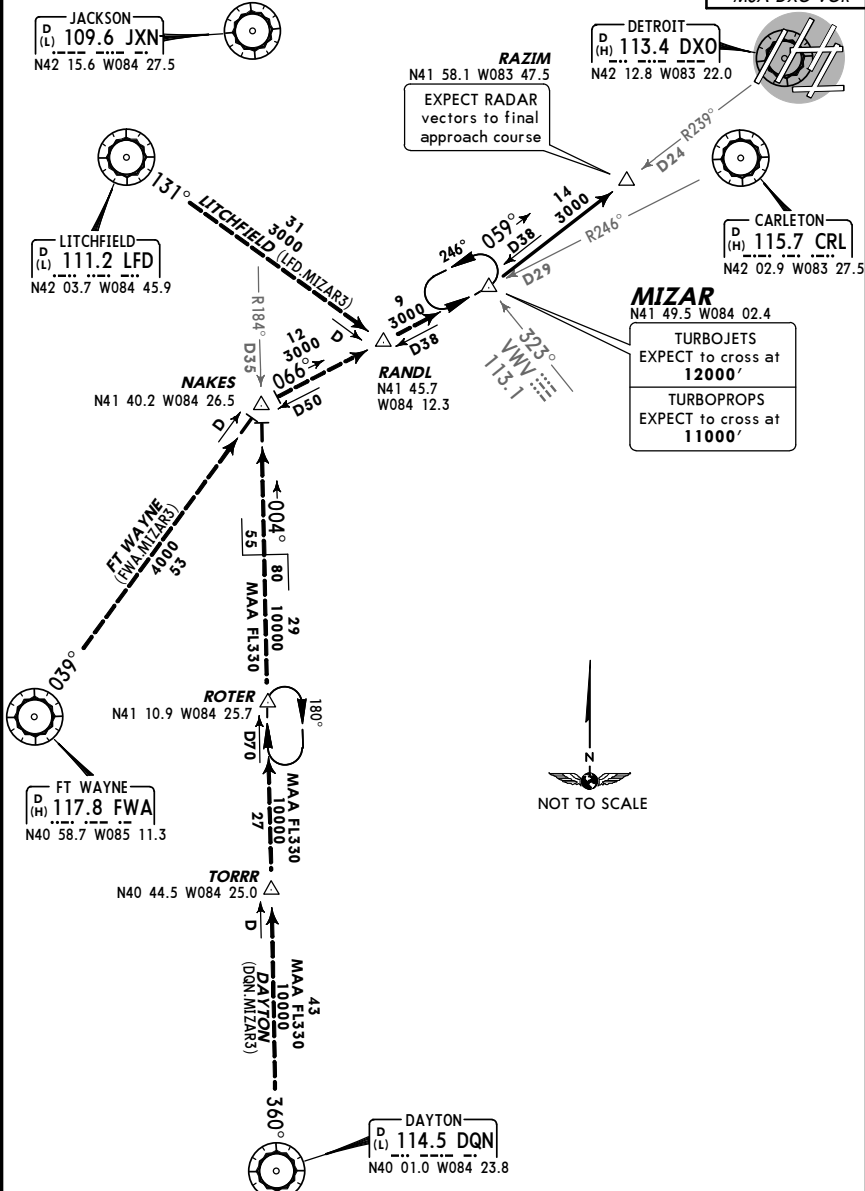 MSA DXO VOR
JACKSON
D
(L) 109.6 JXN
N42 15.6 W084 27.5
DETROIT
D
(H) 113.4 DXO
N42 12.8 W083 22.0
RAZIM
N41 58.1 W083 47.5
EXPECT RADAR
vectors to final
approach course
R239°
D24
131°
LITCHFIELD
(LFD.MIZAR3)
31
3000
LITCHFIELD
D
(L) 111.2 LFD
N42 03.7 W084 45.9
CARLETON
D
(H) 115.7 CRL
N42 02.9 W083 27.5
14
3000
059°
D38
R246°
D29
246°
9
3000
D38
D
MIZAR
N41 49.5 W084 02.4
TURBOJETS
EXPECT to cross at
12000'
TURBOPROPS
EXPECT to cross at
11000'
323°
VWV
113.1
R184°
D35
12
3000
066°
D50
RANDL
N41 45.7
W084 12.3
NAKES
N41 40.2 W084 26.5
D
FT WAYNE
(FWA.MIZAR3)
4000
53
039°
004°
55
80
29
10000
MAA FL330
ROTER
N41 10.9 W084 25.7
180°
D70
FT WAYNE
D
(H) 117.8 FWA
N40 58.7 W085 11.3
N
NOT TO SCALE
MAA FL330
10000
27
TORRR
N40 44.5 W084 25.0
D
43
MAA FL330
10000
DAYTON
(DQN.MIZAR3)
360°
DAYTON
D
(L) 114.5 DQN
N40 01.0 W084 23.8